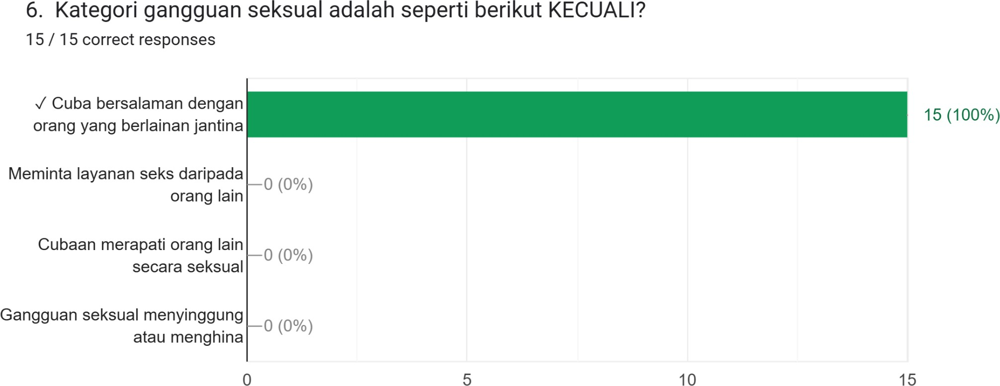 6. Kategori gangguan seksual adalah seperti berikut KECUALI?
15 / 15 correct responses
✓ Cuba bersalaman dengan
orang yang berlainan jantina
15 (100%)
Meminta layanan seks daripada
orang lain
0 (0%)
Cubaan merapati orang lain
secara seksual
0 (0%)
Gangguan seksual menyinggung
atau menghina
0 (0%)
0 5 10 15